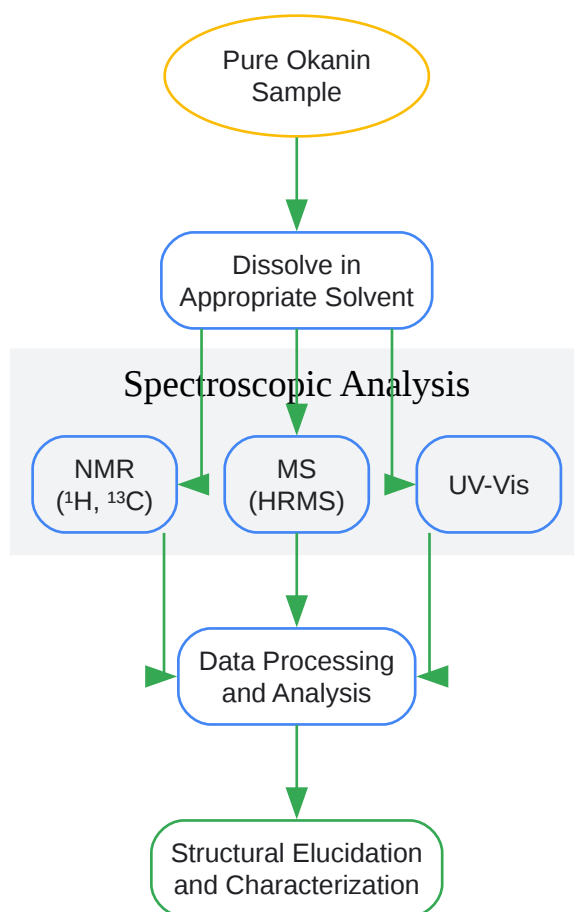 Pure Okanin
Sample
Dissolve in
Appropriate Solvent
Spectroscopic Analysis
NMR
(¹H, ¹³C)
MS
(HRMS)
UV-Vis
Data Processing
and Analysis
Structural Elucidation
and Characterization